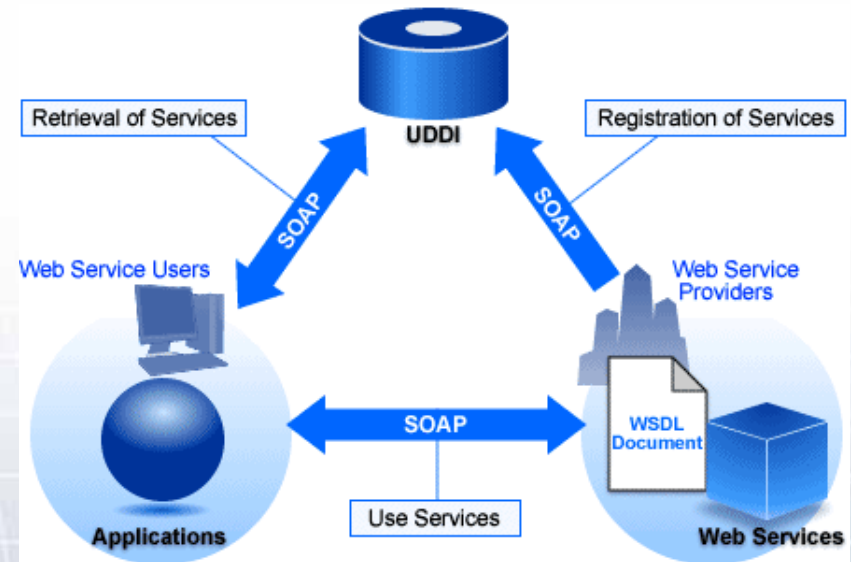 UDDI
Retrieval of Services
Registration of Services
SOAP
SOAP
Web Service Users
Web Service
Providers
SOAP
WSDL
Document
Use Services
Applications
Web Services